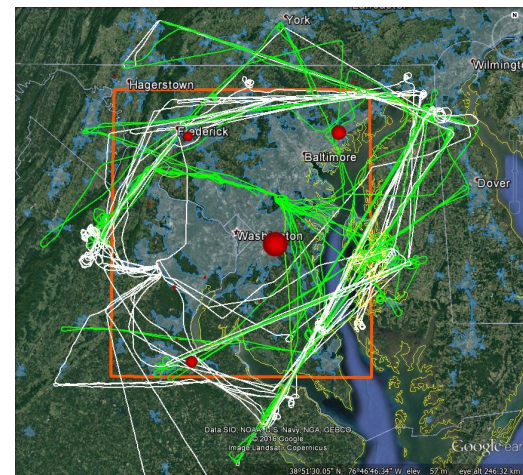 York
Hagerstown
Wilming
Frederick
Baltimore
Dover
Washington
Data SIO, NOAA, U.S. Navy, NGA, GEBCO
© 2016 Google
Image Landsat / Copernicus
Google ear
38°51'30.05" N 76°46'46.34" W elev 57 m eye alt 246.32 km